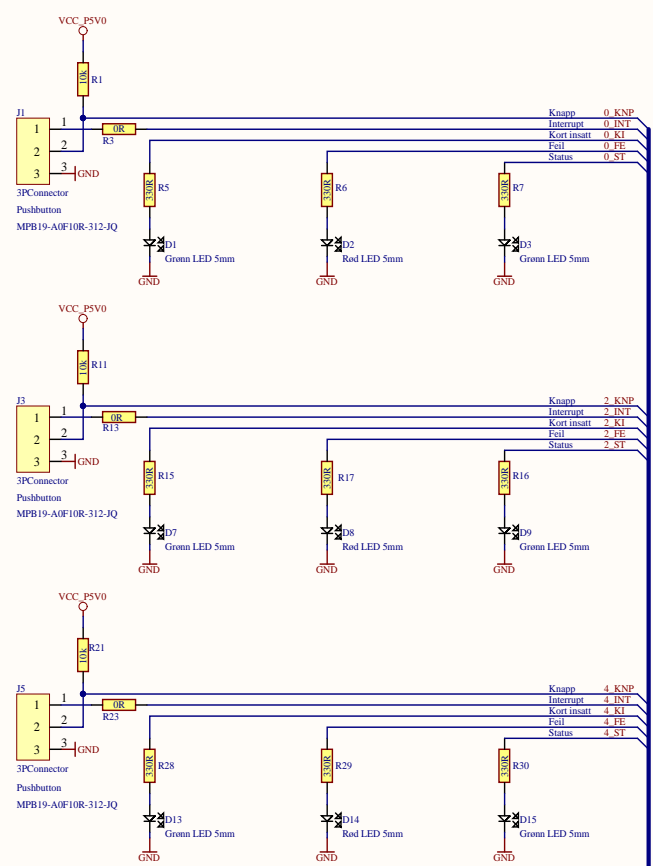 VCC_P5V0
10k R1
J1
1 1 0R Knapp 0_KNP
R3 Interrupt 0_INT
2 2 Kort insatt 0_KI
Feil 0_FE
3 3 GND Status 0_ST
3PConnector
Pushbutton
MPB19-A0F10R-312-JQ
330R R5 330R R6 330R R7
D1 D2 D3
Grønn LED 5mm Rød LED 5mm Grønn LED 5mm
GND GND GND
VCC_P5V0
10k R11
J3
1 1 0R Knapp 2_KNP
R13 Interrupt 2_INT
2 2 Kort insatt 2_KI
Feil 2_FE
3 3 GND Status 2_ST
3PConnector
Pushbutton
MPB19-A0F10R-312-JQ
330R R15 330R R17 330R R16
D7 D8 D9
Grønn LED 5mm Rød LED 5mm Grønn LED 5mm
GND GND GND
VCC_P5V0
10k R21
J5
1 1 0R Knapp 4_KNP
R23 Interrupt 4_INT
2 2 Kort insatt 4_KI
Feil 4_FE
3 3 GND Status 4_ST
3PConnector
Pushbutton
MPB19-A0F10R-312-JQ
330R R28 330R R29 330R R30
D13 D14 D15
Grønn LED 5mm Rød LED 5mm Grønn LED 5mm
GND GND GND